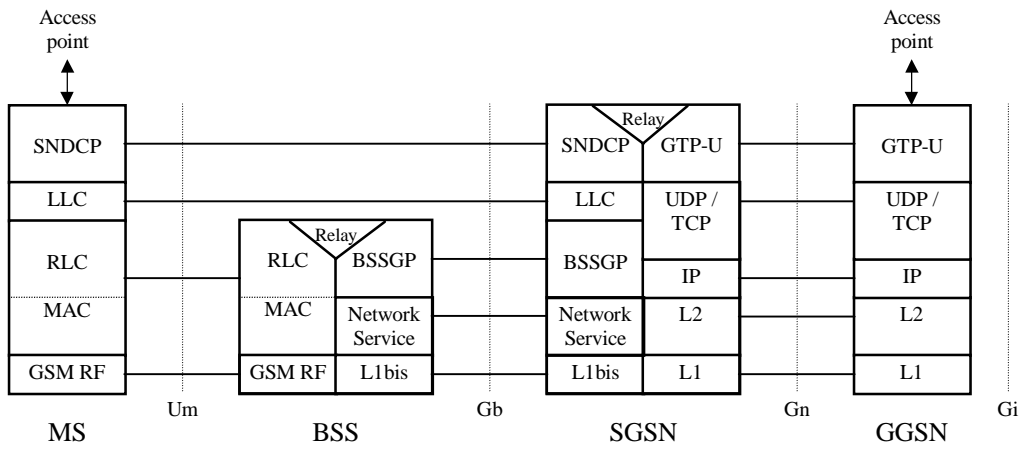 Access
point
Access
point
Relay
SNDCP
SNDCP
GTP-U
GTP-U
LLC
LLC
UDP /
TCP
UDP /
TCP
Relay
RLC
RLC
BSSGP
BSSGP
IP
IP
MAC
MAC
Network
Service
Network
Service
L2
L2
GSM RF
GSM RF
L1bis
L1bis
L1
L1
Um
Gb
Gn
Gi
MS
BSS
SGSN
GGSN